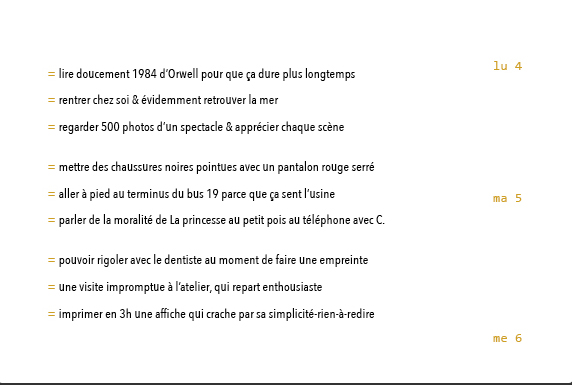 lu 4
= lire doucement 1984 d'Orwell pour que ça dure plus longtemps
= rentrer chez soi & évidemment retrouver la mer
= regarder 500 photos d'un spectacle & apprécier chaque scène
= mettre des chaussures noires pointues avec un pantalon rouge serré
= aller à pied au terminus du bus 19 parce que ça sent l'usine
ma 5
= parler de la moralité de La princesse au petit pois au téléphone avec C.
= pouvoir rigoler avec le dentiste au moment de faire une empreinte
= une visite impromptue à l'atelier, qui repart enthousiaste
= imprimer en 3h une affiche qui crache par sa simplicité-rien-à-redire
me 6